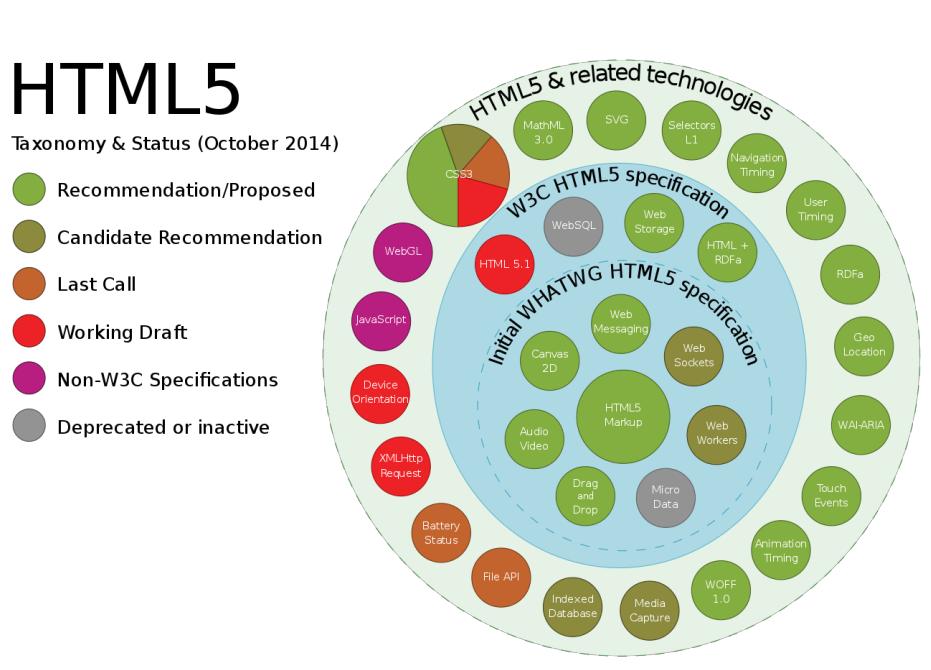 HTML5
Taxonomy & Status (October 2014)
Recommendation/Proposed
Candidate Recommendation
Last Call
Working Draft
Non-W3C Specifications
Deprecated or inactive
HTML5 & related technologies
CSS3
MathML
3.0
SVG
Selectors
L1
Navigation
Timing
User
Timing
RDFa
Geo
Location
WAI-ARIA
Touch
Events
Animation
Timing
WOFF
1.0
Media
Capture
Indexed
Database
File API
Battery
Status
XMLHttp
Request
Device
Orientation
JavaScript
WebGL
W3C HTML5 specification
HTML 5.1
WebSQL
Web
Storage
HTML +
RDFa
Initial WHATWG HTML5 specification
Web
Messaging
Web
Sockets
Web
Workers
Micro
Data
Drag
and
Drop
Audio
Video
Canvas
2D
HTML5
Markup